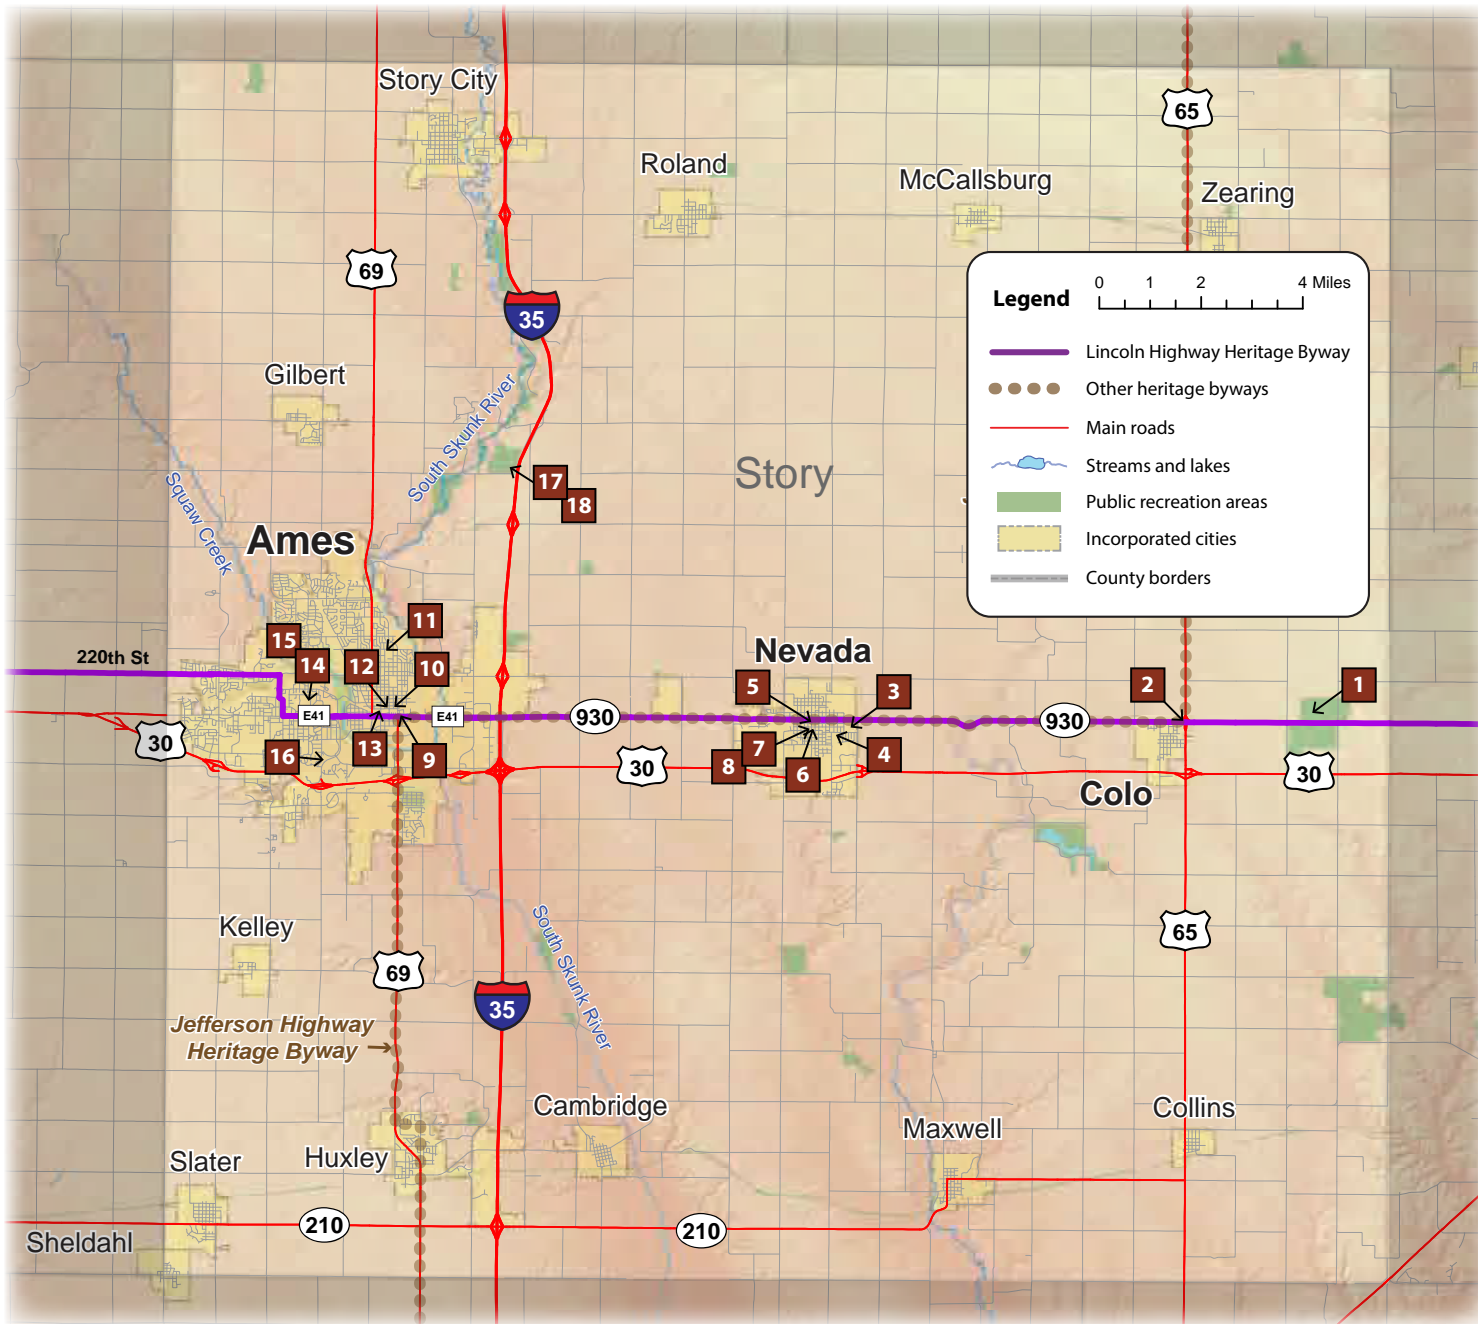 Story City
65
Roland
McCallsburg
Zearing
69
35
Legend
0 1 2 4 Miles
Lincoln Highway Heritage Byway
Other heritage byways
Main roads
Streams and lakes
Public recreation areas
Incorporated cities
County borders
Gilbert
South Skunk River
Squaw Creek
Story
17
18
Ames
11
15
14
12
10
220th St
Nevada
5
3
2
1
E41
E41
930
930
30
16
13
9
30
8
7
6
4
30
Colo
Kelley
69
35
South Skunk River
65
Jefferson Highway
Heritage Byway
Cambridge
Collins
Maxwell
Slater
Huxley
210
210
Sheldahl